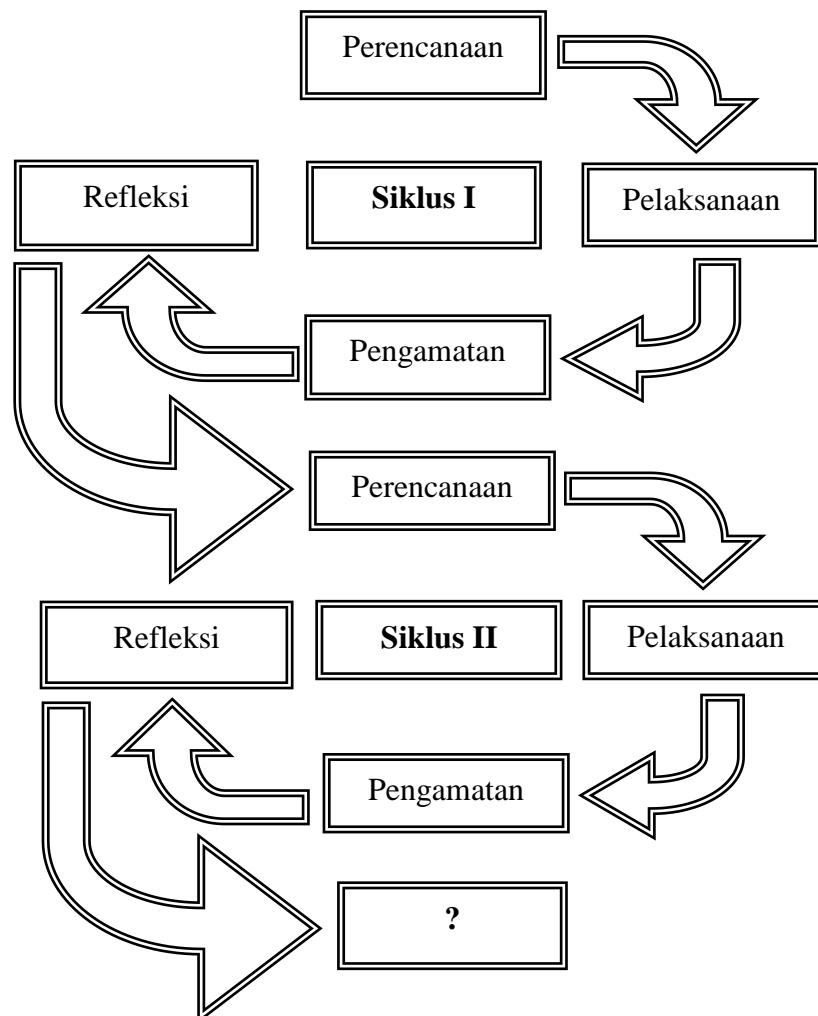 Perencanaan
Refleksi
Siklus I
Pelaksanaan
Pengamatan
Perencanaan
Refleksi
Siklus II
Pelaksanaan
Pengamatan
?